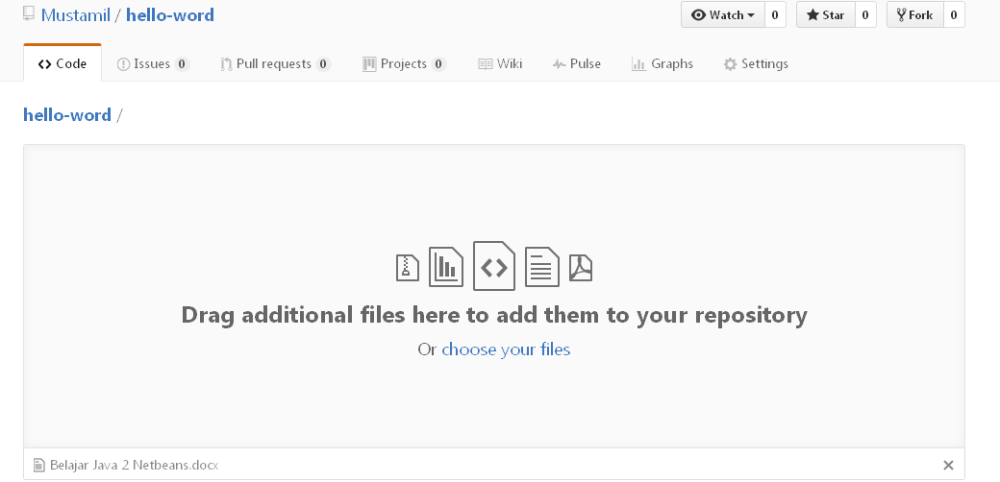 Mustamil / hello-word Watch 0 Star 0 Fork 0
Code Issues 0 Pull requests 0 Projects 0 Wiki Pulse Graphs Settings
hello-word /
Drag additional files here to add them to your repository
Or choose your files
Belajar Java 2 Netbeans.docx